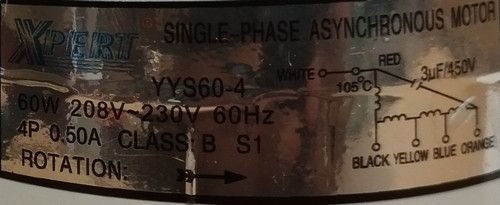 XPERT
SINGLE-PHASE ASYNCHRONOUS MOTOR
YYS60-4
60W 208V~230V 60Hz
4P 0.50A CLASS: B S1
ROTATION:
WHITE
RED
105°C
3μF/450V
BLACK YELLOW BLUE ORANGE